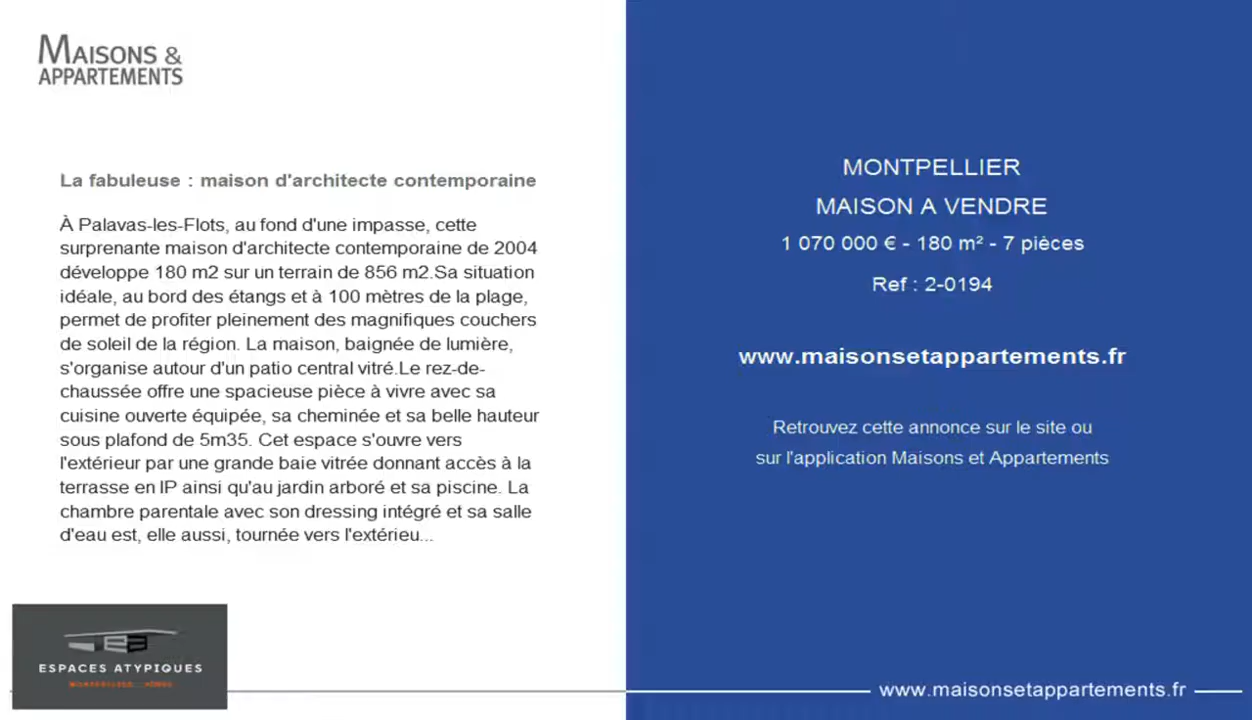 MAISONS &
APPARTEMENTS
La fabuleuse : maison d'architecte contemporaine
À Palavas-les-Flots, au fond d'une impasse, cette
surprenante maison d'architecte contemporaine de 2004
développe 180 m2 sur un terrain de 856 m2.Sa situation
idéale, au bord des étangs et à 100 mètres de la plage,
permet de profiter pleinement des magnifiques couchers
de soleil de la région. La maison, baignée de lumière,
s'organise autour d'un patio central vitré.Le rez-de-
chaussée offre une spacieuse pièce à vivre avec sa
cuisine ouverte équipée, sa cheminée et sa belle hauteur
sous plafond de 5m35. Cet espace s'ouvre vers
l'extérieur par une grande baie vitrée donnant accès à la
terrasse en IP ainsi qu'au jardin arboré et sa piscine. La
chambre parentale avec son dressing intégré et sa salle
d'eau est, elle aussi, tournée vers l'extérieu...
ESPACES ATYPIQUES
MONTPELLIER
MAISON A VENDRE
1 070 000 € - 180 m² - 7 pièces
Ref : 2-0194
www.maisonsetappartements.fr
Retrouvez cette annonce sur le site ou
sur l'application Maisons et Appartements
www.maisonsetappartements.fr